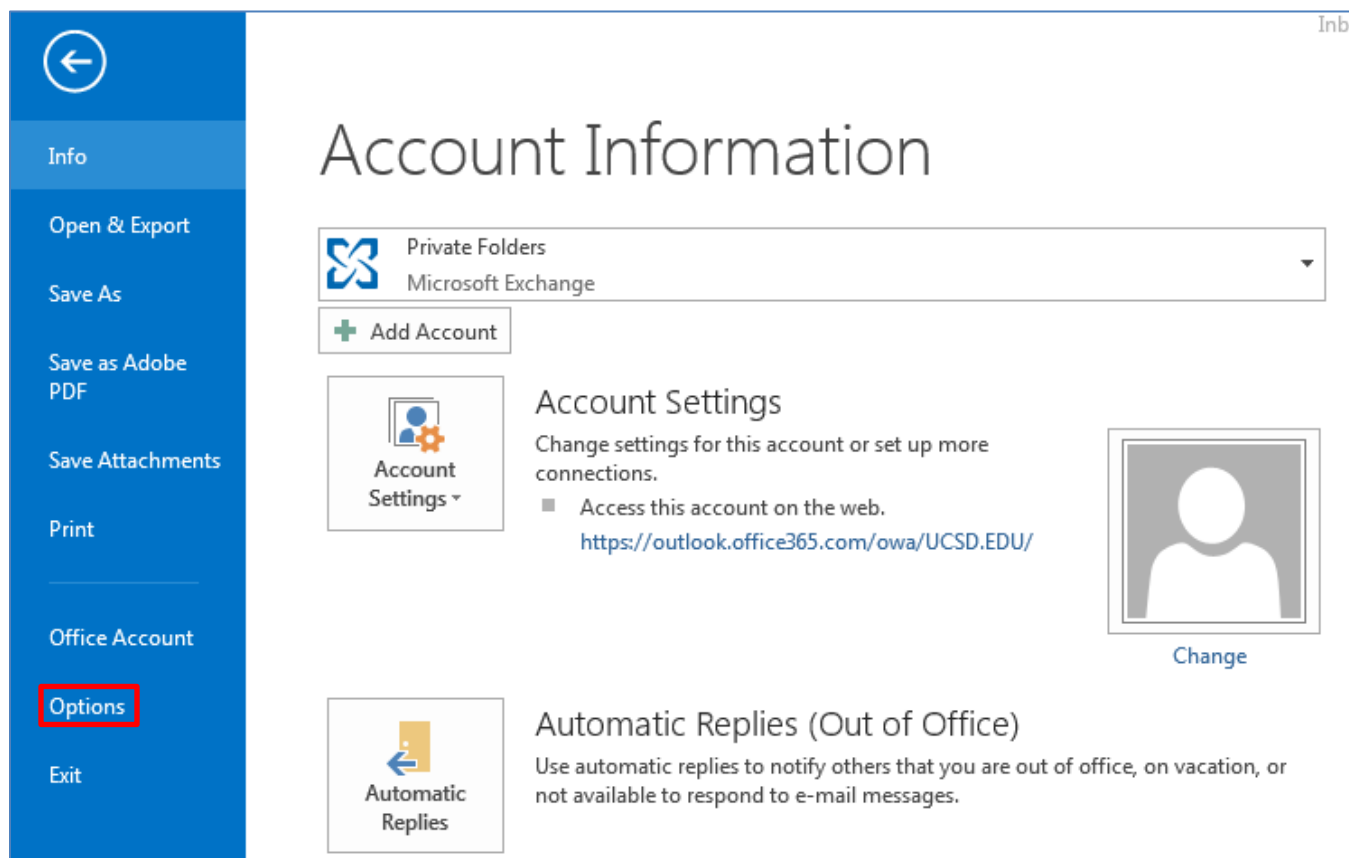 Info
Open & Export
Save As
Save as Adobe
PDF
Save Attachments
Print
Office Account
Options
Exit
Account Information
Private Folders
Microsoft Exchange
Add Account
Account
Settings
Account Settings
Change settings for this account or set up more
connections.
Access this account on the web.
https://outlook.office365.com/owa/UCSD.EDU/
Change
Automatic
Replies
Automatic Replies (Out of Office)
Use automatic replies to notify others that you are out of office, on vacation, or
not available to respond to e-mail messages.